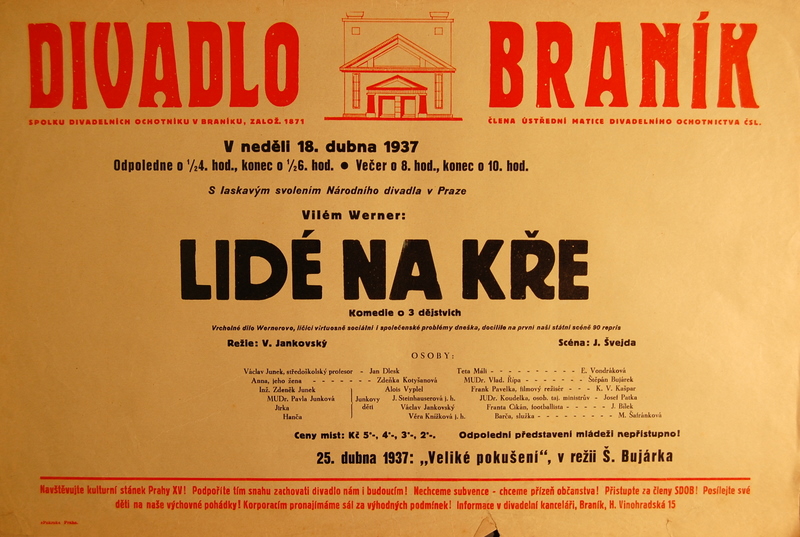 DIVADLO BRANÍK
SPOLKU DIVADELNÍCH OCHOTNÍKU V BRANÍKU, ZALOŽ. 1871
ČLENA ÚSTŘEDNÍ MATICE DIVADELNÍHO OCHOTNICTVA ČSL.
V neděli 18. dubna 1937
Odpoledne o ½4. hod., konec o ½6. hod. ● Večer o 8. hod., konec o 10. hod.
S laskavým svolením Národního divadla v Praze
Vilém Werner:
LIDÉ NA KŘE
Komedie o 3 dějstvích
Vrcholné dílo Wernerovo, líčící virtuosně sociální i společenské problémy dneška, docílilo na první naší státní scéně 90 repris
Režie: V. Jankovský
Scéna: J. Švejda
OSOBY:
Václav Junek, středoškolský profesor - Jan Dlesk
Anna, jeho žena - - - - - - - - Zdeňka Kotyšanová
Inž. Zdeněk Junek Alois Vyplel
MUDr. Pavla Junková Junkovy J. Steinhauserová j. h.
Jirka děti Václav Jankovský
Hanča Věra Knížková j. h.
Teta Máli - - - - - - - - - - E. Vondráková
MUDr. Vlad. Řípa - - - - - - - Štěpán Bujárek
Frank Pavelka, filmový režisér - - - K. V. Kašpar
JUDr. Koudelka, osob. taj. ministrův - Josef Patka
Franta Cikán, footballista - - - - - J. Bílek
Barča, služka - - - - - - - - - M. Šafránková
Ceny míst: Kč 5'-, 4'-, 3'-, 2'-. Odpolední představení mládeži nepřístupno!
25. dubna 1937: „Veliké pokušení“, v režii Š. Bujárka
Navštěvujte kulturní stánek Prahy XV! Podpoříte tím snahu zachovati divadlo nám i budoucím! Nechceme subvence - chceme přízeň občanstva! Přistupte za členy SDOB! Posílejte své
děti na naše výchovné pohádky! Korporacím pronajímáme sál za výhodných podmínek! Informace v divadelní kanceláři, Braník, H. Vinohradská 15